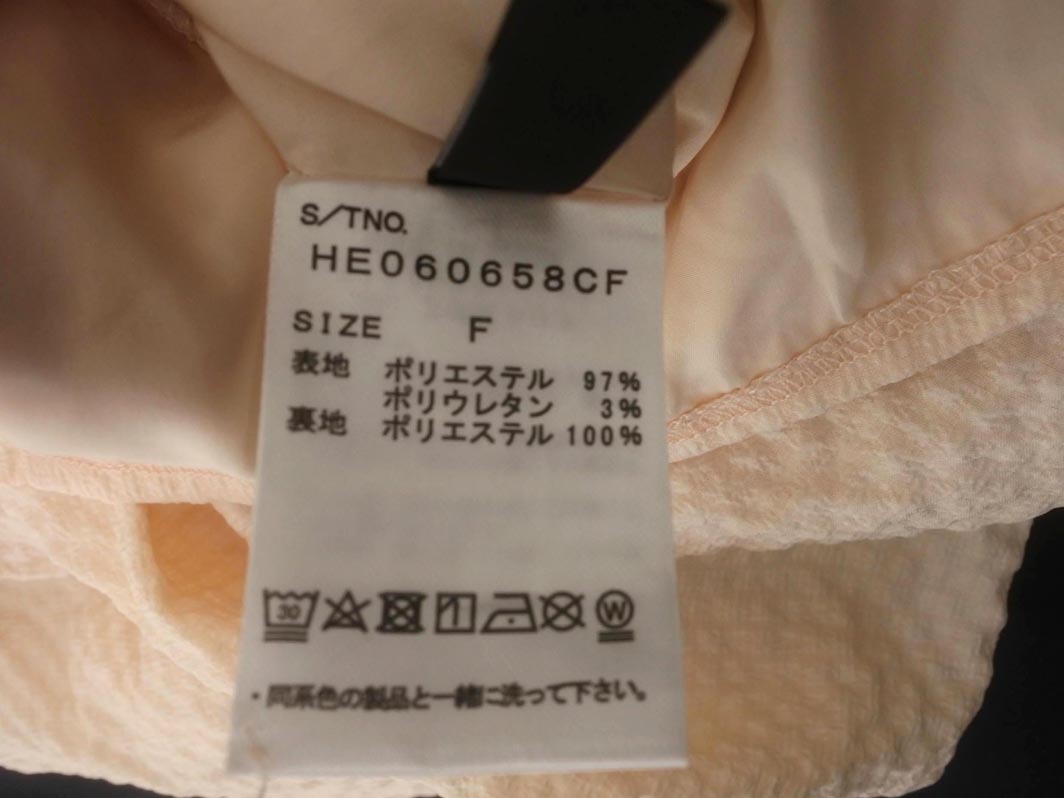 S/TNO.
HE060658CF
SIZE F
表地 ポリエステル 97%
ポリウレタン 3%
裏地 ポリエステル 100%
30
W
・同系色の製品と一緒に洗って下さい。